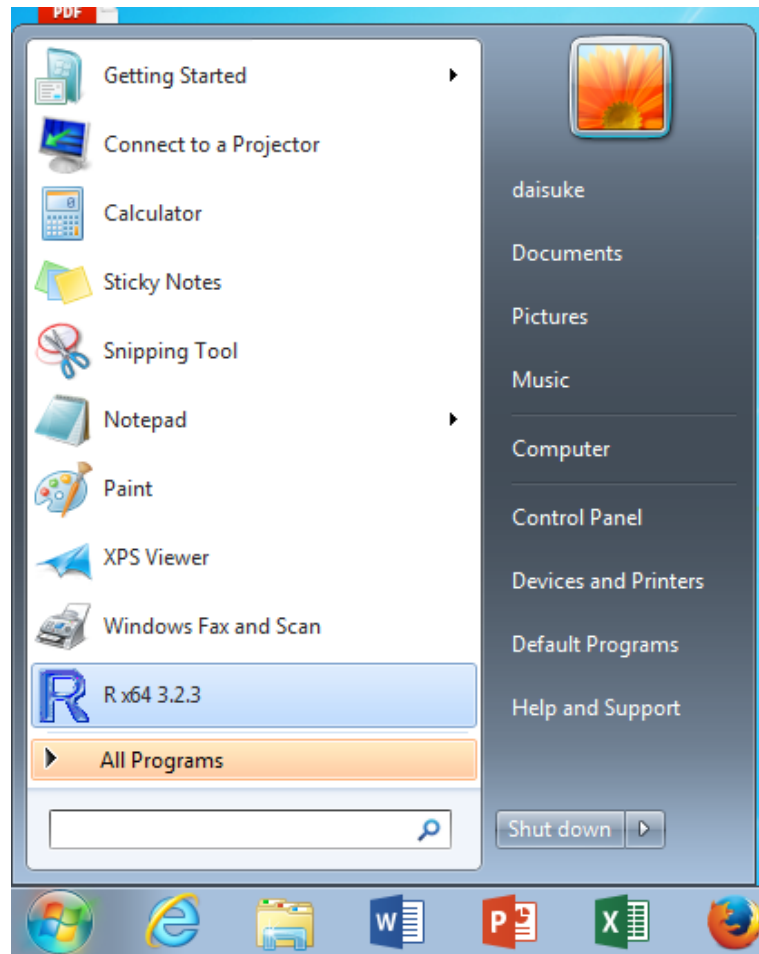 PDF
Getting Started
Connect to a Projector
Calculator
Sticky Notes
Snipping Tool
Notepad
Paint
XPS Viewer
Windows Fax and Scan
R x64 3.2.3
All Programs
daisuke
Documents
Pictures
Music
Computer
Control Panel
Devices and Printers
Default Programs
Help and Support
Shut down